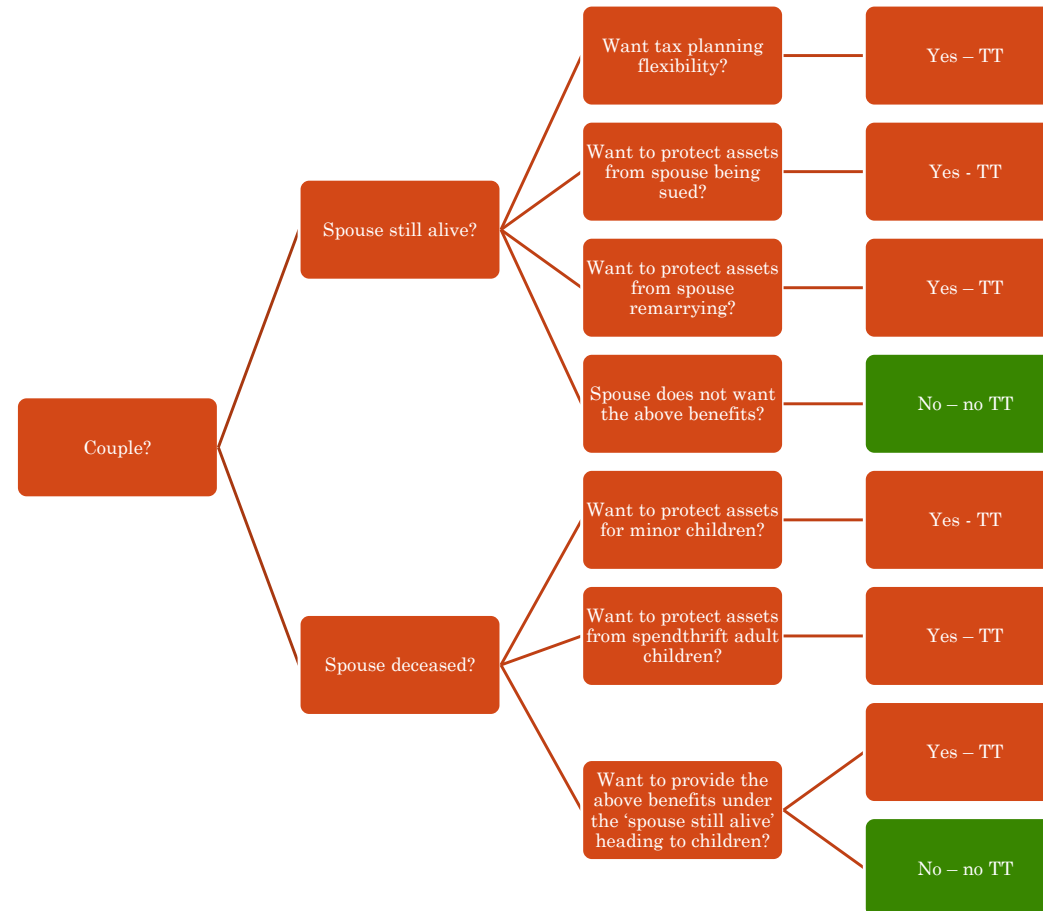 Couple?
Spouse still alive?
Want tax planning
flexibility?
Yes – TT
Want to protect assets
from spouse being
sued?
Yes - TT
Want to protect assets
from spouse
remarrying?
Yes – TT
Spouse does not want
the above benefits?
No – no TT
Spouse deceased?
Want to protect assets
for minor children?
Yes - TT
Want to protect assets
from spendthrift adult
children?
Yes – TT
Want to provide the
above benefits under
the ‘spouse still alive’
heading to children?
Yes – TT
No – no TT